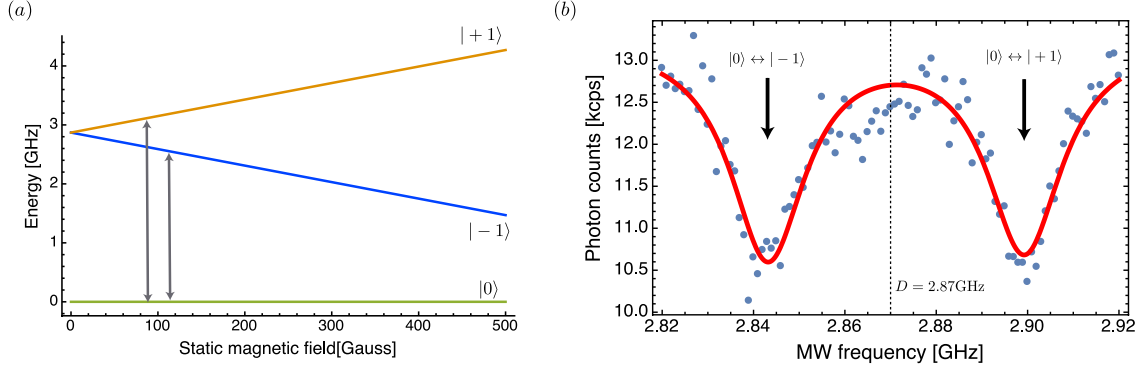 (a)
|+1⟩
|−1⟩
|0⟩
Energy [GHz]
4
3
2
1
0
0 100 200 300 400 500
Static magnetic field[Gauss]
(b)
|0⟩ ↔ |−1⟩
|0⟩ ↔ |+1⟩
D = 2.87GHz
Photon counts [kcps]
13.0
12.5
12.0
11.5
11.0
10.5
10.0
2.82 2.84 2.86 2.88 2.90 2.92
MW frequency [GHz]